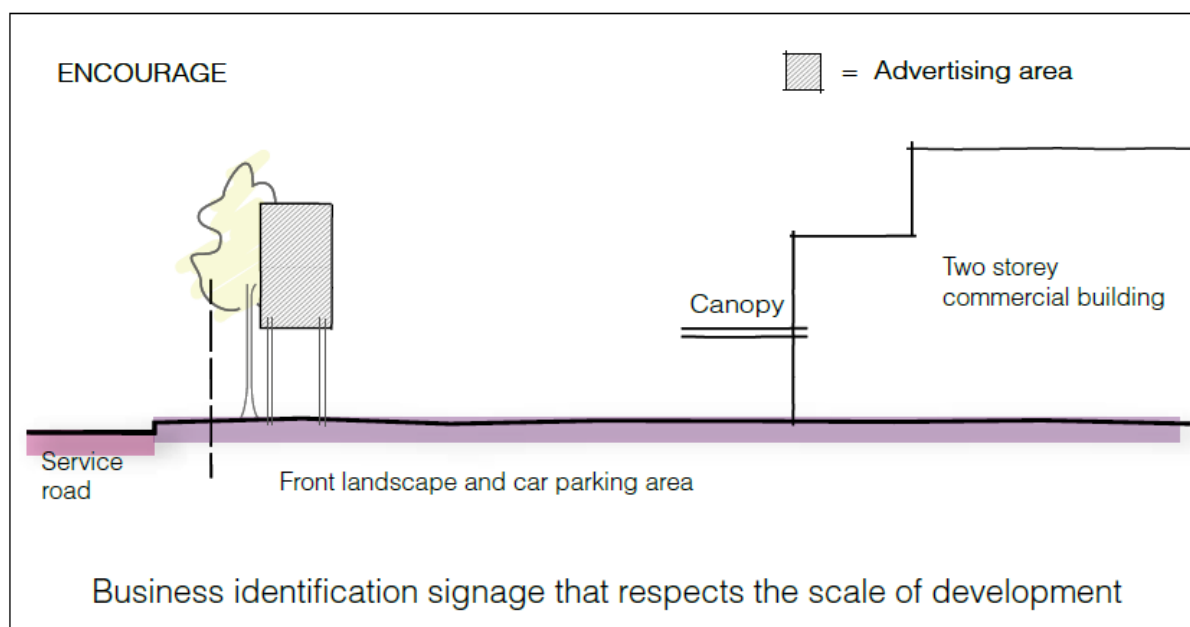 ENCOURAGE
= Advertising area
Canopy
Two storey
commercial building
Service
road
Front landscape and car parking area
Business identification signage that respects the scale of development